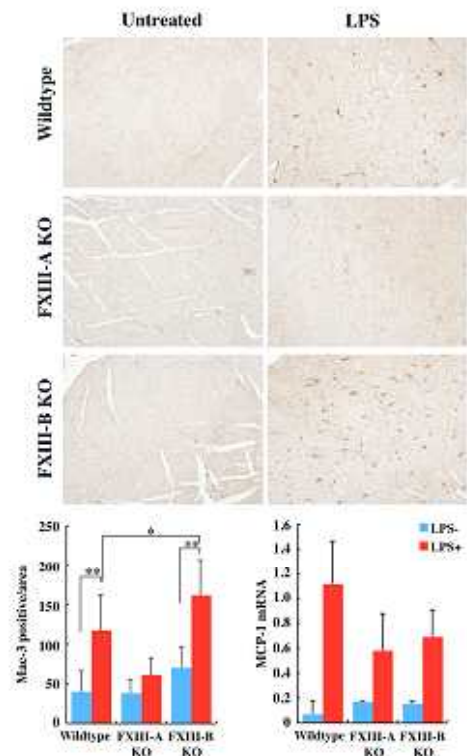 Untreated LPS
Wildtype
FXIII-A KO
FXIII-B KO
Mac-3 positive/area
250
200
150
100
50
0
**
*
**
Wildtype FXIII-A FXIII-B
KO KO
MCP-1 mRNA
1.6
1.4
1.2
1.0
0.8
0.6
0.4
0.2
0
LPS-
LPS+
Wildtype FXIII-A FXIII-B
KO KO